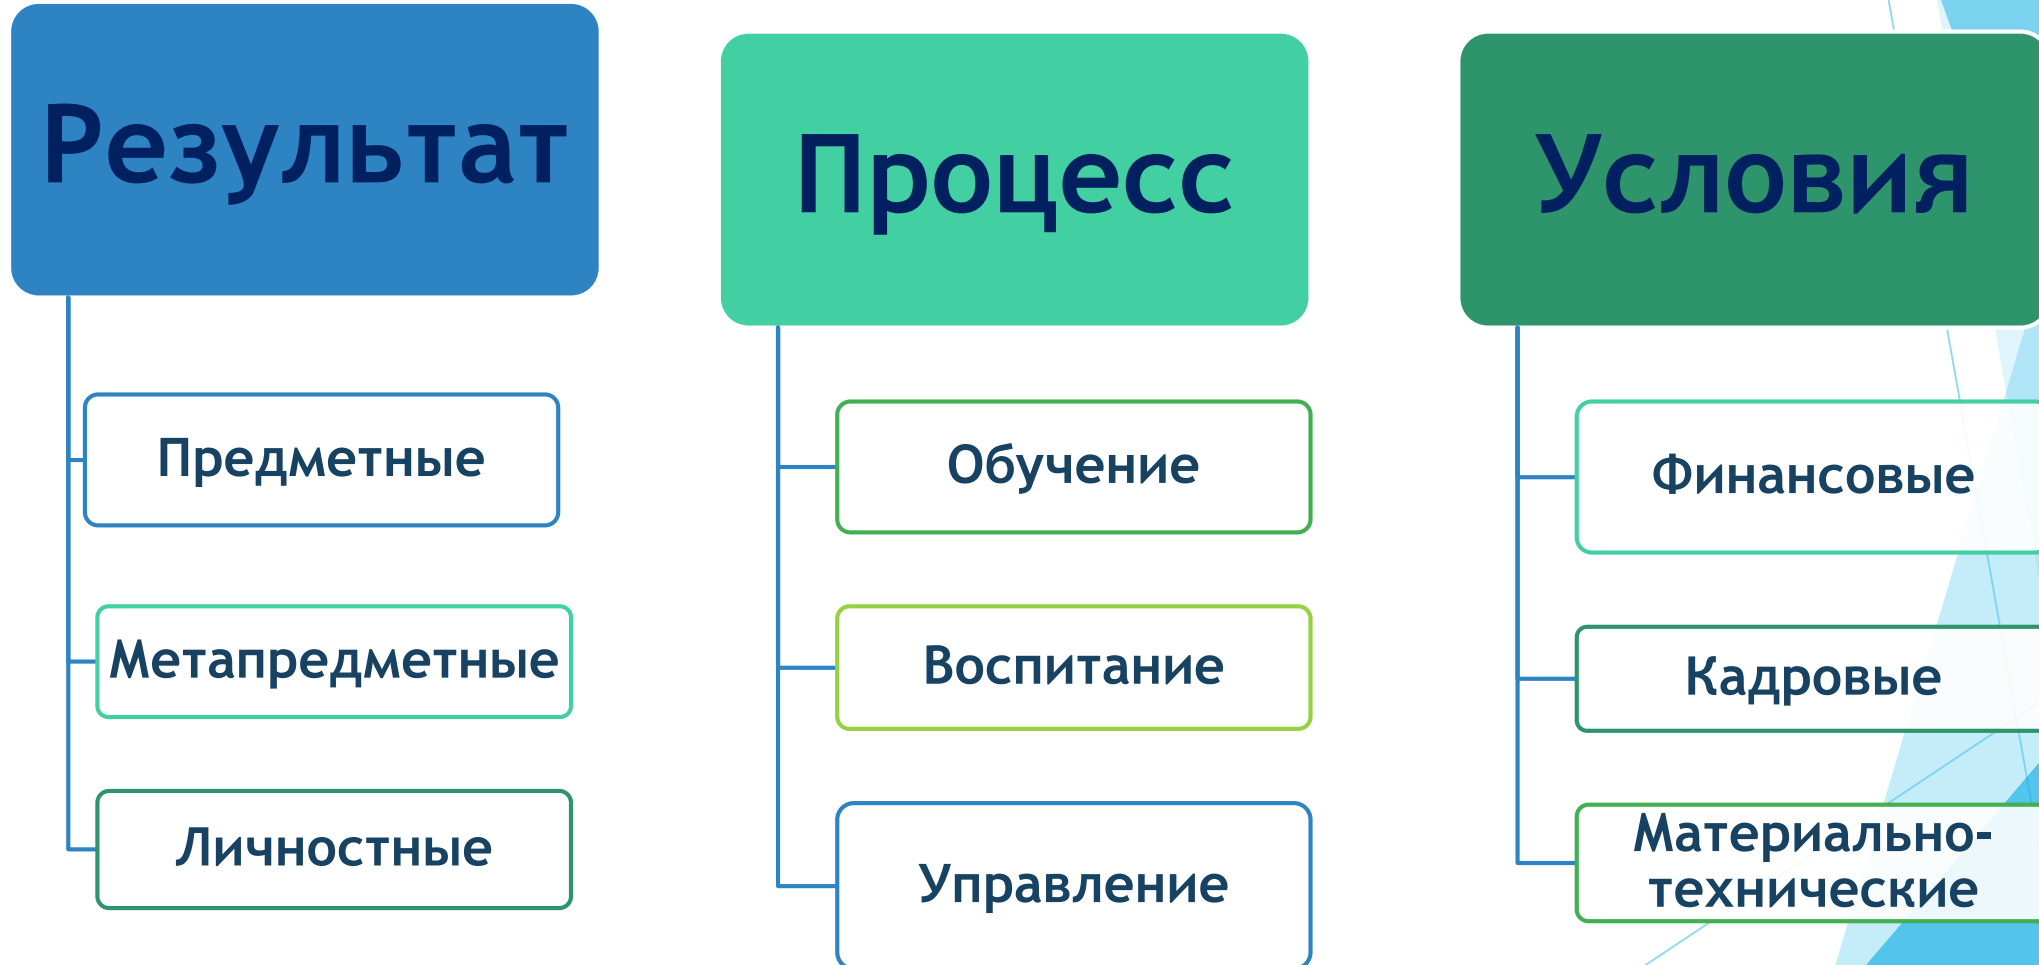 Результат
Предметные
Метапредметные
Личностные
Процесс
Обучение
Воспитание
Управление
Условия
Финансовые
Кадровые
Материально-
технические